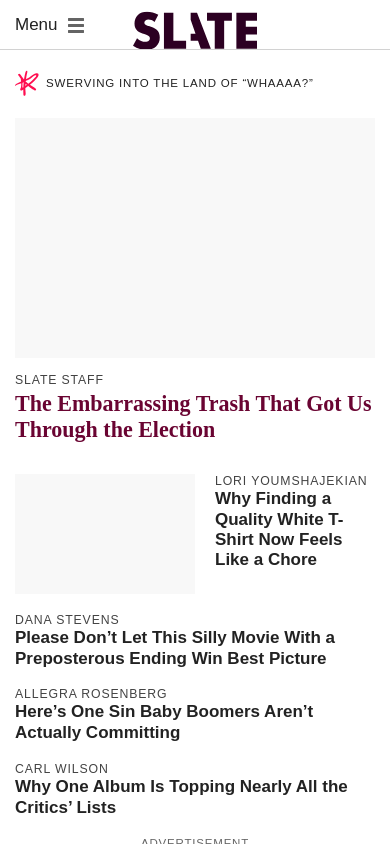 Menu
SLATE
SWERVING INTO THE LAND OF “WHAAAA?”
SLATE STAFF
The Embarrassing Trash That Got Us
Through the Election
LORI YOUMSHAJEKIAN
Why Finding a
Quality White T-
Shirt Now Feels
Like a Chore
DANA STEVENS
Please Don’t Let This Silly Movie With a
Preposterous Ending Win Best Picture
ALLEGRA ROSENBERG
Here’s One Sin Baby Boomers Aren’t
Actually Committing
CARL WILSON
Why One Album Is Topping Nearly All the
Critics’ Lists
ADVERTISEMENT